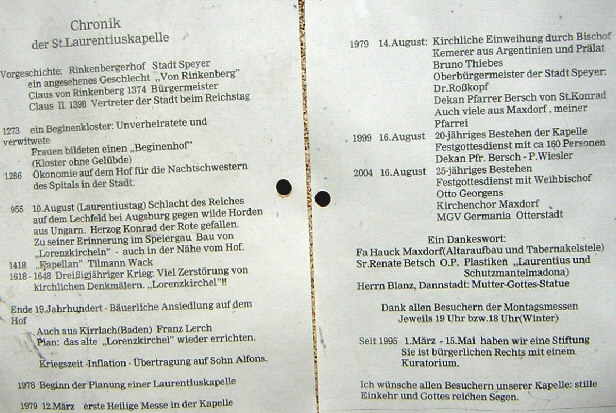 Chronik
der St.Laurentiuskapelle
Vorgeschichte: Rinkenbergerhof Stadt Speyer
ein angesehenes Geschlecht „Von Rinkenberg"
Claus von Rinkenberg 1374 Bürgermeister
Claus II. 1398 Vertreter der Stadt beim Reichstag
1273 ein Beginenkloster: Unverheiratete und
verwitwete
Frauen bildeten einen „Beginenhof"
(Kloster ohne Gelübde)
1286 Ökonomie auf dem Hof für die Nachtschwestern
des Spitals in der Stadt.
955 10.August (Laurentiustag) Schlacht des Reiches
auf dem Lechfeld bei Augsburg gegen wilde Horden
aus Ungarn. Herzog Konrad der Rote gefallen.
Zu seiner Erinnerung im Speiergau. Bau von
„Lorenzkircheln" - auch in der Nähe vom Hof.
1418 „Kapellan" Tilmann Wack
1618 - 1648 Dreißigjähriger Krieg: Viel Zerstörung von
kirchlichen Denkmälern. „Lorenzkirchel"!!
Ende 19.Jahrhundert - Bäuerliche Ansiedlung auf dem
Hof
Auch aus Kirrlach(Baden) Franz Lerch
Plan: das alte „Lorenzkirchel" wieder errichten.
Kriegszeit -Inflation - Übertragung auf Sohn Alfons.
1978 Beginn der Planung einer Laurentiuskapelle
1979 12.März erste Heilige Messe in der Kapelle
1979 14.August: Kirchliche Einweihung durch Bischof
Kemerer aus Argentinien und Prälat
Bruno Thiebes
Oberbürgermeister der Stadt Speyer:
Dr.Roßkopf
Dekan Pfarrer Bersch von St.Konrad
Auch viele aus Maxdorf , meiner
Pfarrei
1999 16.August 20-jähriges Bestehen der Kapelle
Festgottesdienst mit ca 160 Personen
Dekan Pfr. Bersch - P.Wiesler
2004 16.August 25-jähriges Bestehen
Festgottesdienst mit Weihbischof
Otto Georgens
Kirchenchor Maxdorf
MGV Germania Otterstadt
Ein Dankeswort:
Fa Hauck Maxdorf(Altaraufbau und Tabernakelstele)
Sr.Renate Betsch O.P. Plastiken „Laurentius und
Schutzmantelmadona)
Herrn Blanz, Dannstadt: Mutter-Gottes-Statue
Dank allen Besuchern der Montagsmessen
Jeweils 19 Uhr bzw.18 Uhr(Winter)
Seit 1995 1.März - 15.Mai haben wir eine Stiftung
Sie ist bürgerlichen Rechts mit einem
Kuratorium.
Ich wünsche allen Besuchern unserer Kapelle: stille
Einkehr und Gottes reichen Segen.